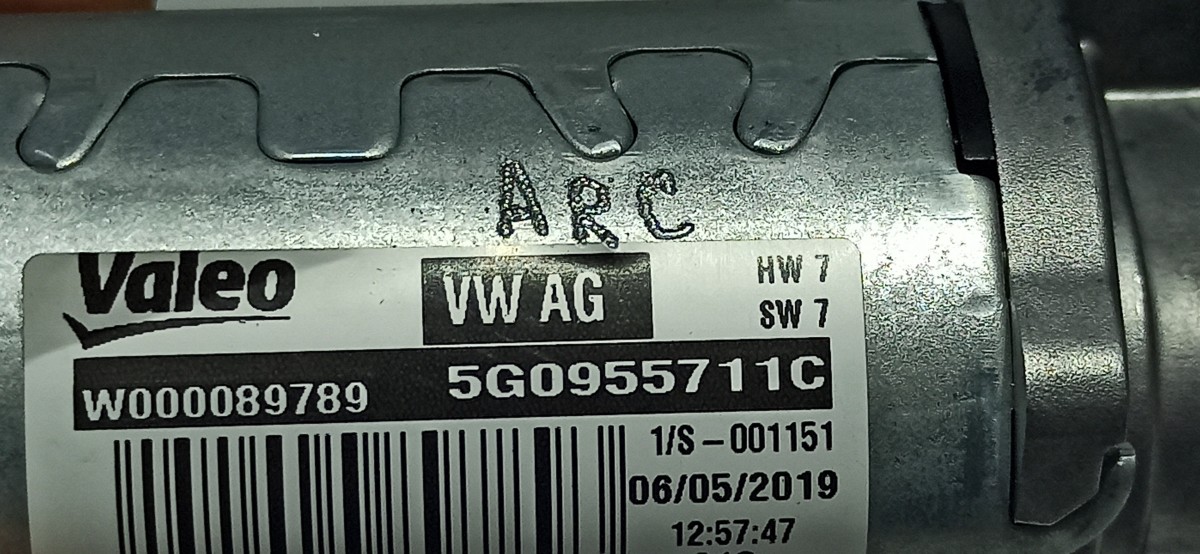 ARC
Valeo
VW AG
HW 7
SW 7
W000089789
5G0955711C
1/S-001151
06/05/2019
12:57:47